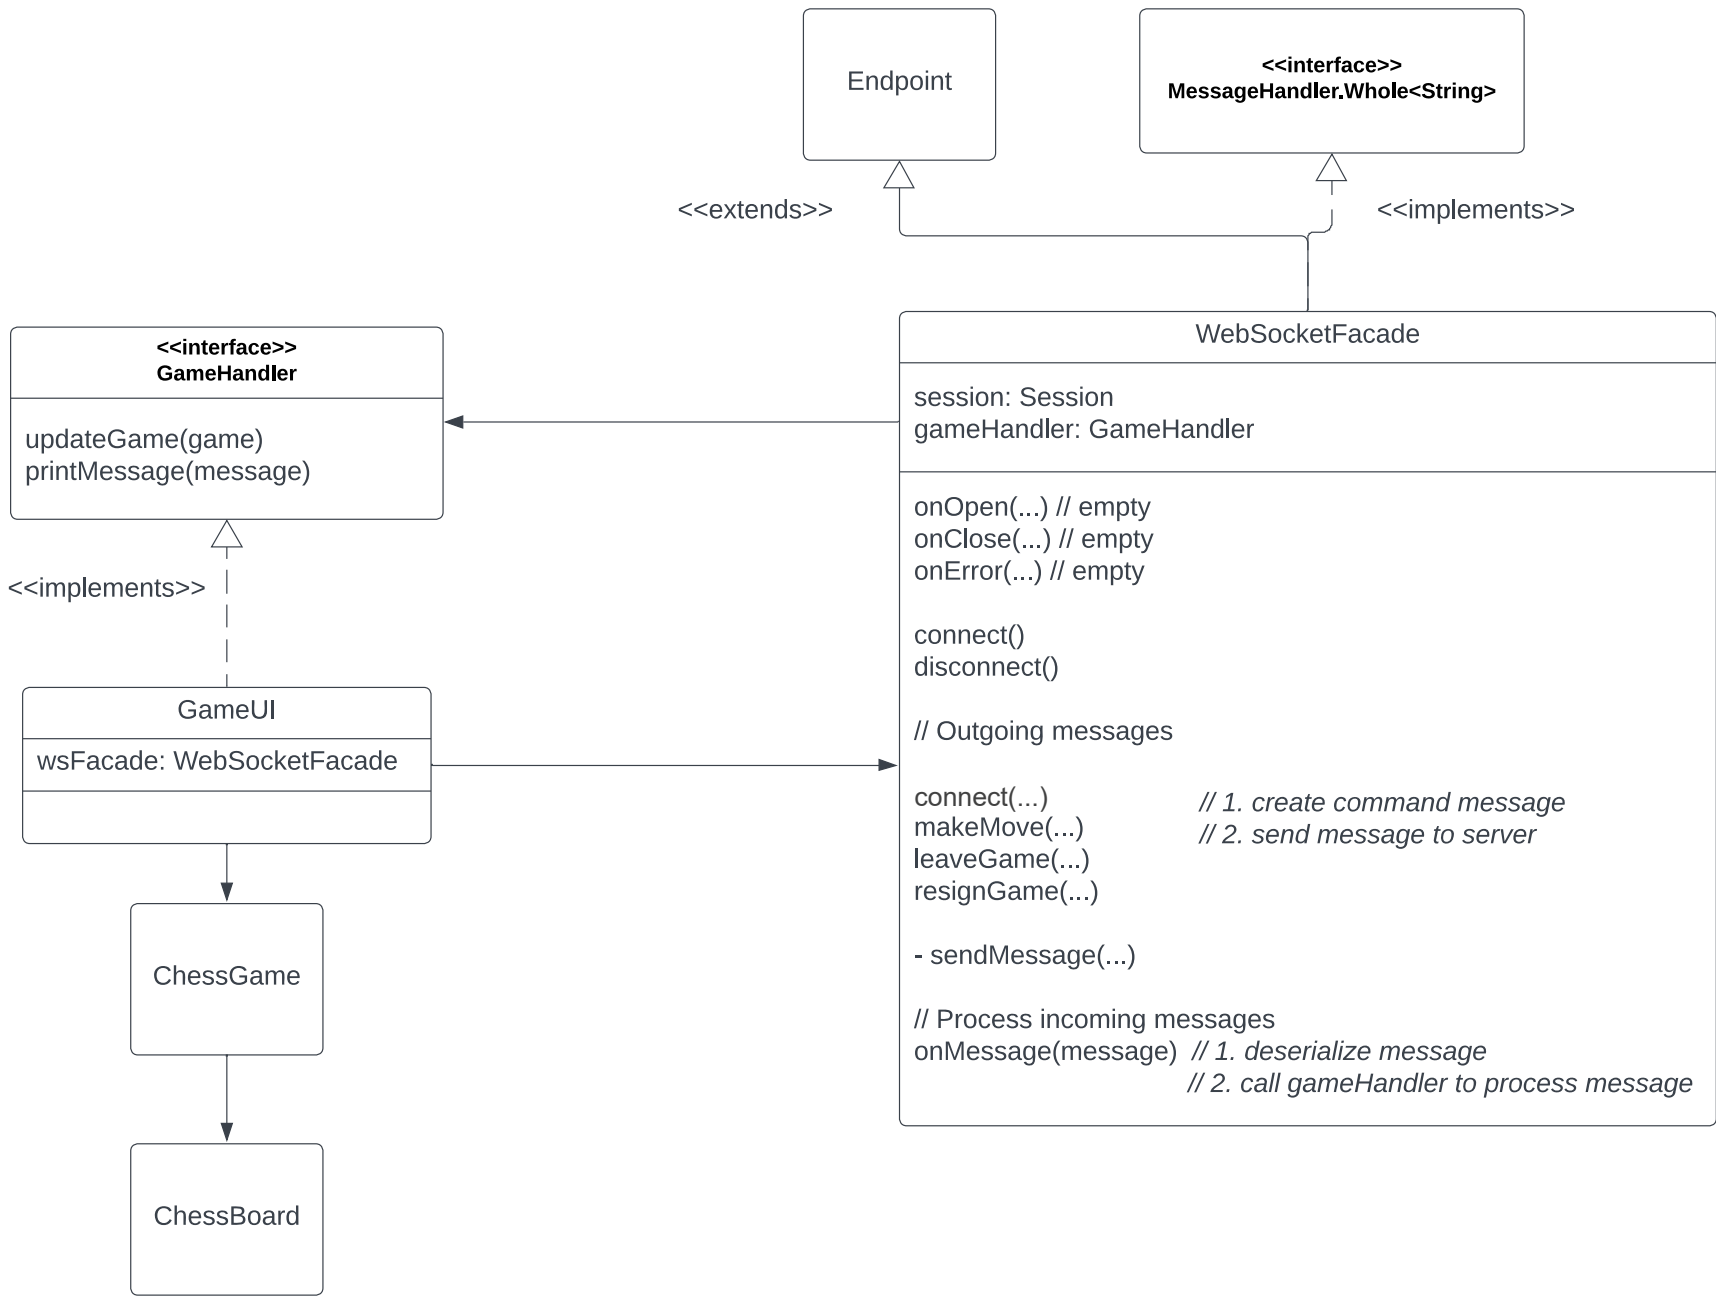 Endpoint
<<interface>>
MessageHandler.Whole<String>
<<extends>>
<<implements>>
<<interface>>
GameHandler
updateGame(game)
printMessage(message)
<<implements>>
GameUI
wsFacade: WebSocketFacade
ChessGame
ChessBoard
WebSocketFacade
session: Session
gameHandler: GameHandler
onOpen(...) // empty
onClose(...) // empty
onError(...) // empty
connect()
disconnect()
// Outgoing messages
connect(...) // 1. create command message
makeMove(...) // 2. send message to server
leaveGame(...)
resignGame(...)
- sendMessage(...)
// Process incoming messages
onMessage(message) // 1. deserialize message
// 2. call gameHandler to process message